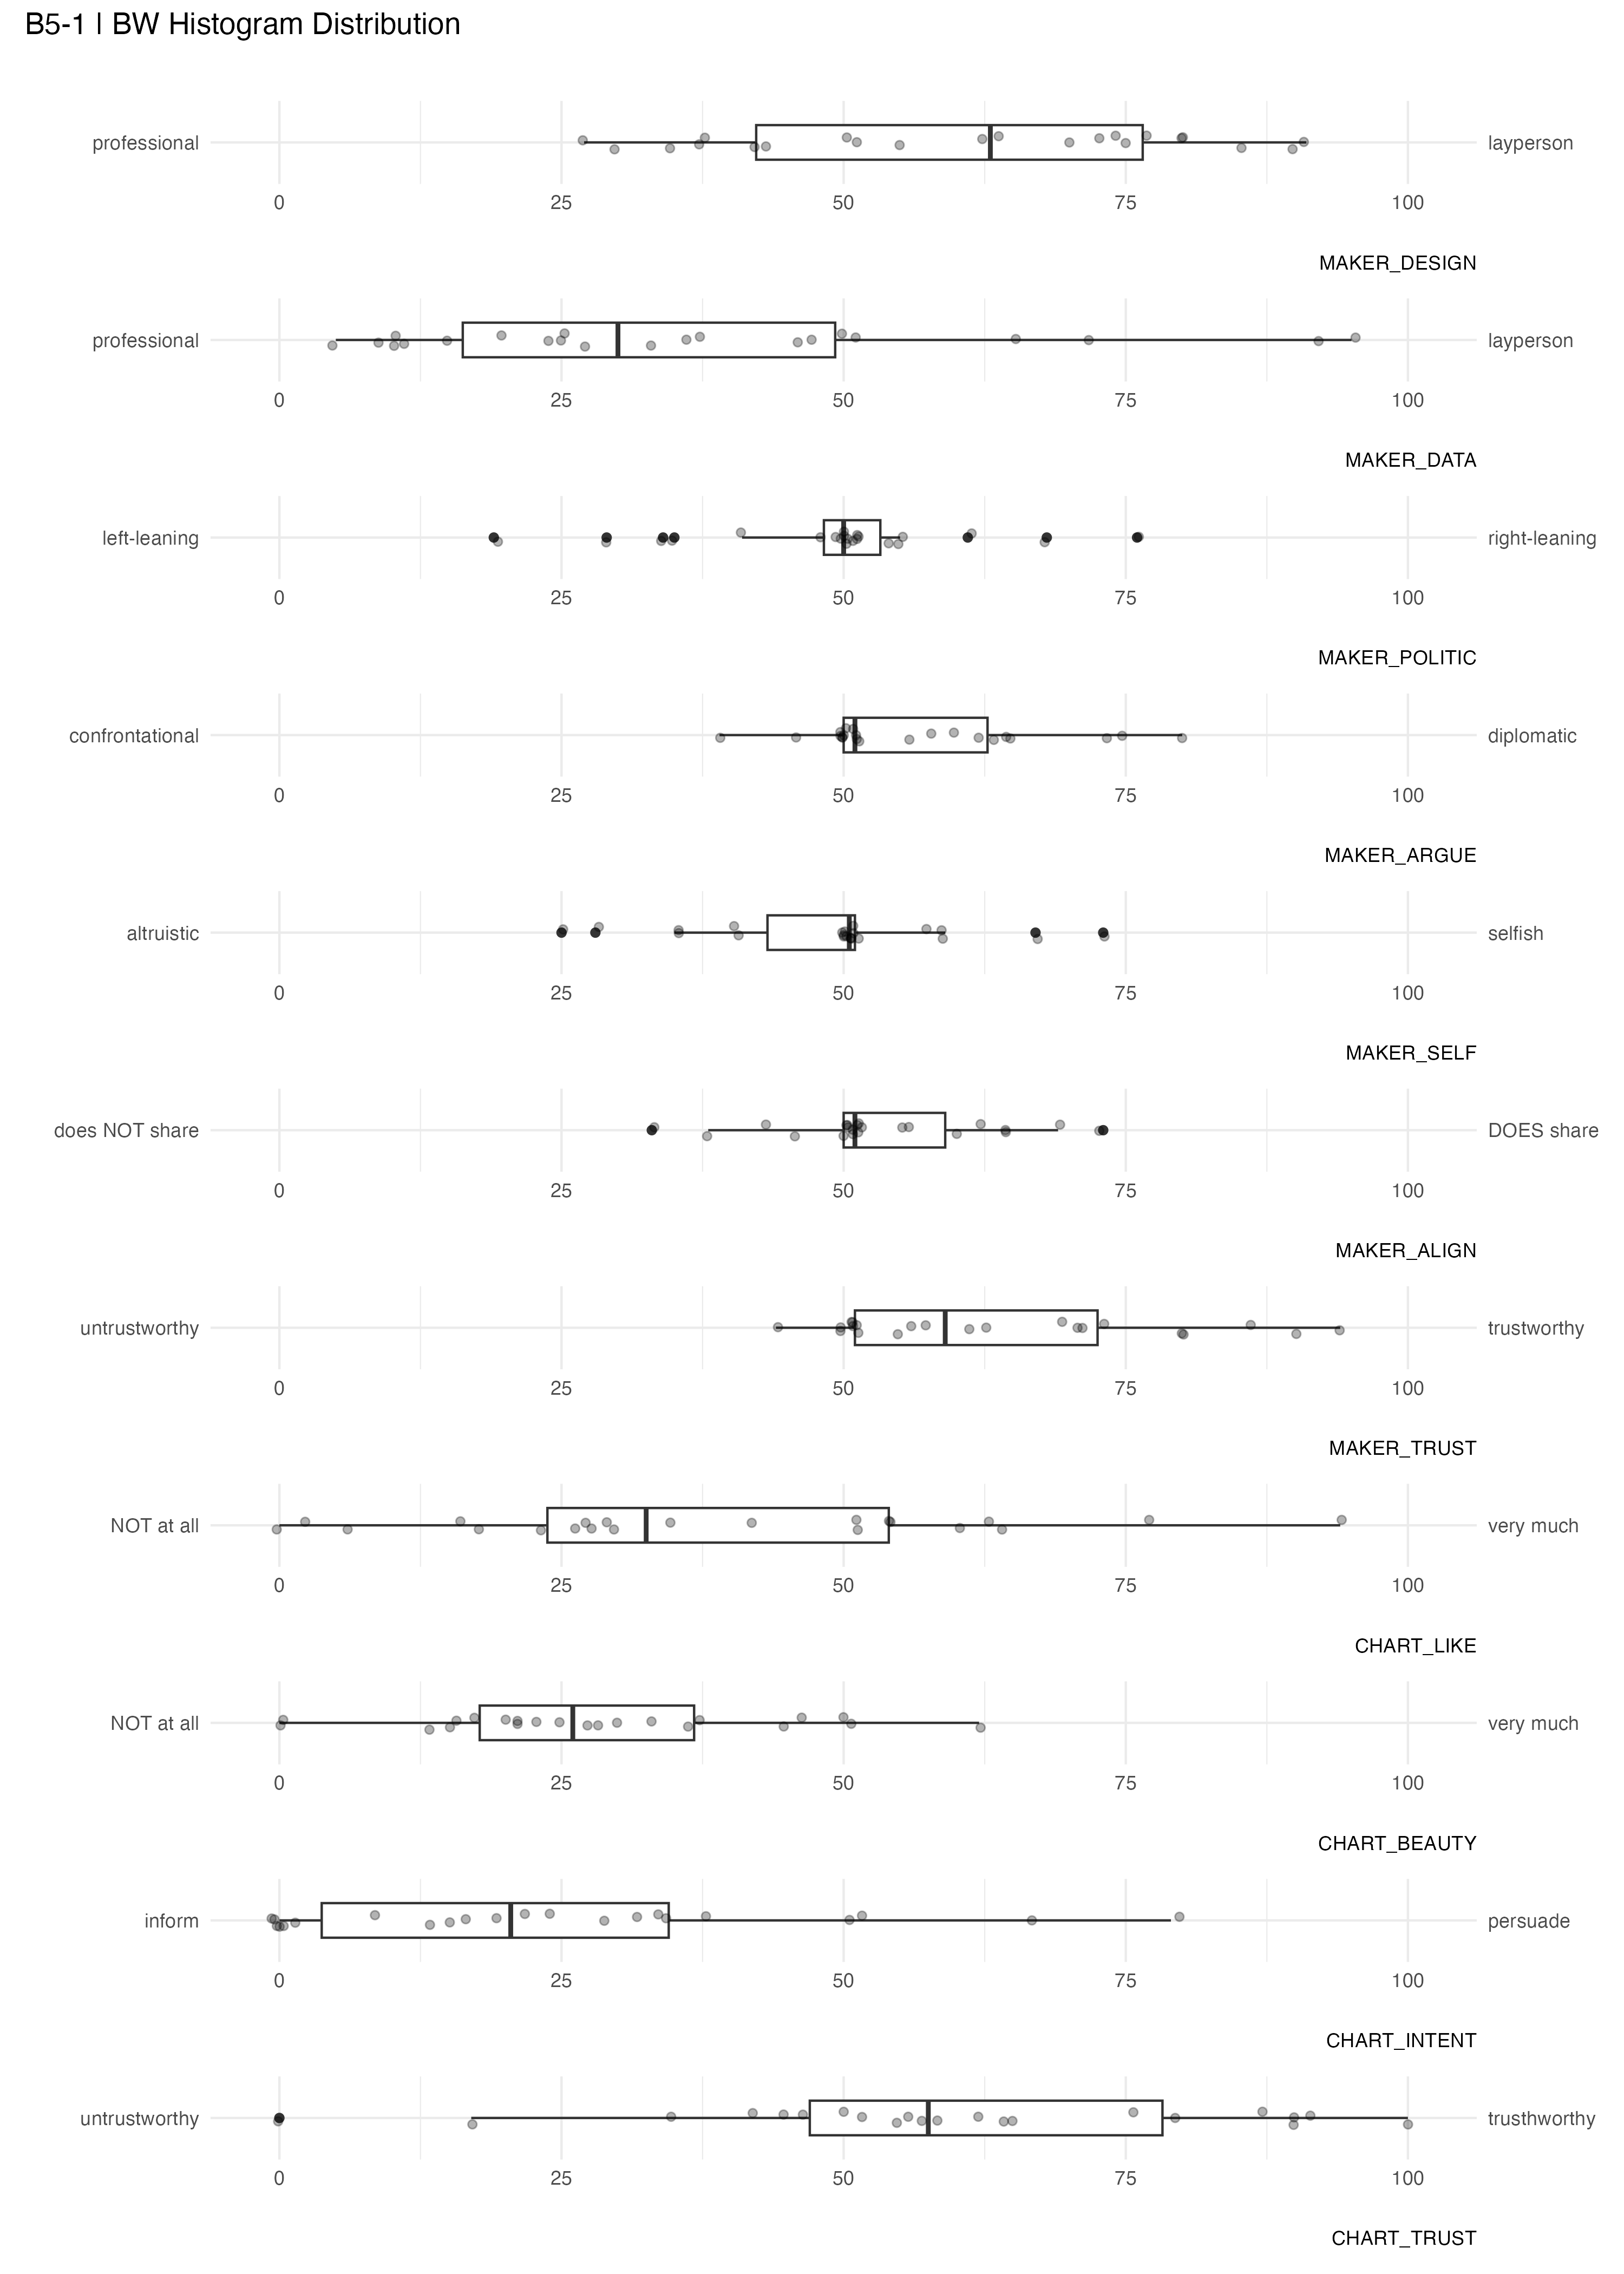 B5-1 | BW Histogram Distribution
professional layperson
0 25 50 75 100
MAKER_DESIGN
professional layperson
0 25 50 75 100
MAKER_DATA
left-leaning right-leaning
0 25 50 75 100
MAKER_POLITIC
confrontational diplomatic
0 25 50 75 100
MAKER_ARGUE
altruistic selfish
0 25 50 75 100
MAKER_SELF
does NOT share DOES share
0 25 50 75 100
MAKER_ALIGN
untrustworthy trustworthy
0 25 50 75 100
MAKER_TRUST
NOT at all very much
0 25 50 75 100
CHART_LIKE
NOT at all very much
0 25 50 75 100
CHART_BEAUTY
inform persuade
0 25 50 75 100
CHART_INTENT
untrustworthy trusthworthy
0 25 50 75 100
CHART_TRUST